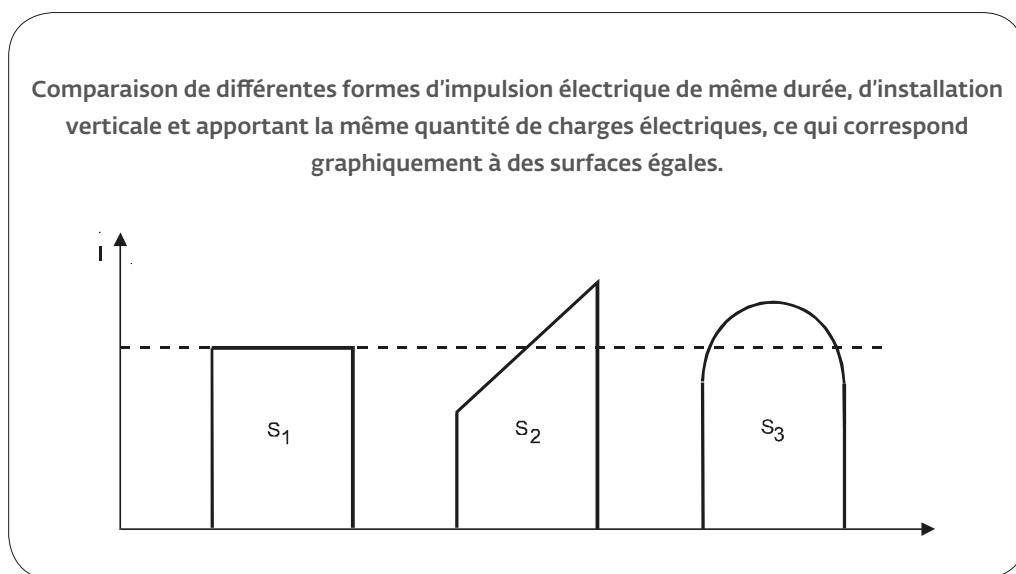 Comparaison de différentes formes d'impulsion électrique de même durée, d'installation
verticale et apportant la même quantité de charges électriques, ce qui correspond
graphiquement à des surfaces égales.
i
S1
S2
S3